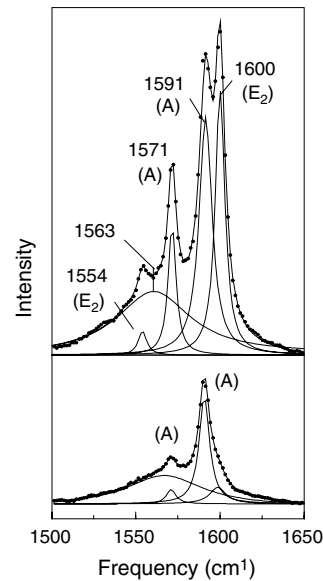 1600
(E₂)
1591
(A)
1571
(A)
1563
1554
(E₂)
Intensity
(A)
(A)
1500 1550 1600 1650
Frequency (cm¹)